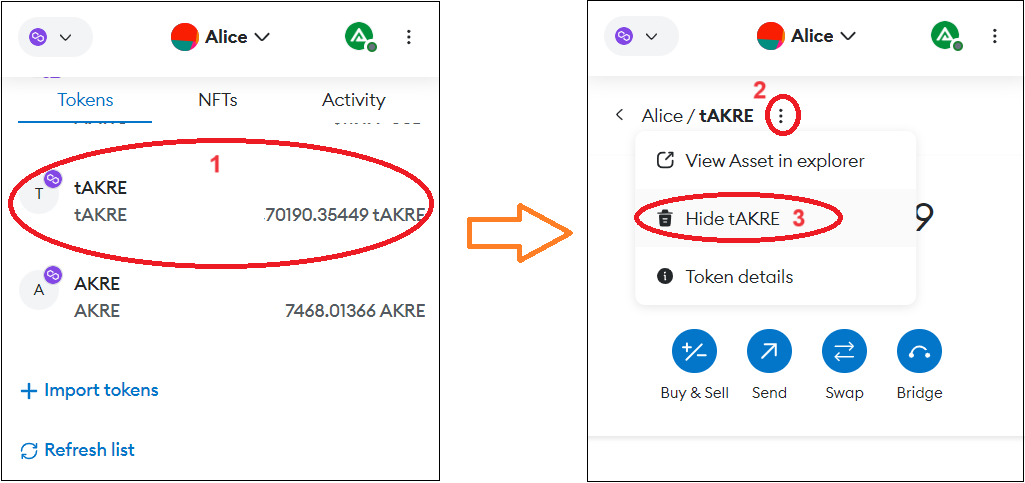 Alice
Tokens NFTs Activity
1
T tAKRE
tAKRE 70190.35449 tAKRE
A AKRE
AKRE 7468.01366 AKRE
+ Import tokens
Refresh list
Alice
2
Alice / tAKRE
View Asset in explorer
Hide tAKRE 3 9
Token details
Buy & Sell Send Swap Bridge